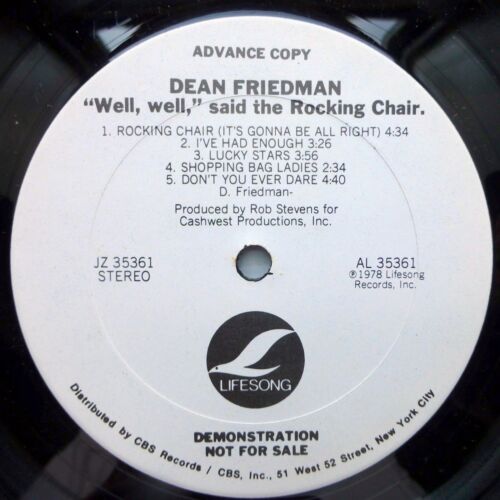 ADVANCE COPY
DEAN FRIEDMAN
“Well, well,” said the Rocking Chair.
1. ROCKING CHAIR (IT'S GONNA BE ALL RIGHT) 4:34
2. I'VE HAD ENOUGH 3:26
3. LUCKY STARS 3:56
4. SHOPPING BAG LADIES 2:34
5. DON'T YOU EVER DARE 4:40
D. Friedman-
Produced by Rob Stevens for
Cashwest Productions, Inc.
JZ 35361
STEREO
AL 35361
℗1978 Lifesong
Records, Inc.
LIFESONG
DEMONSTRATION
NOT FOR SALE
Distributed by CBS Records / CBS, Inc., 51 West 52 Street, New York City